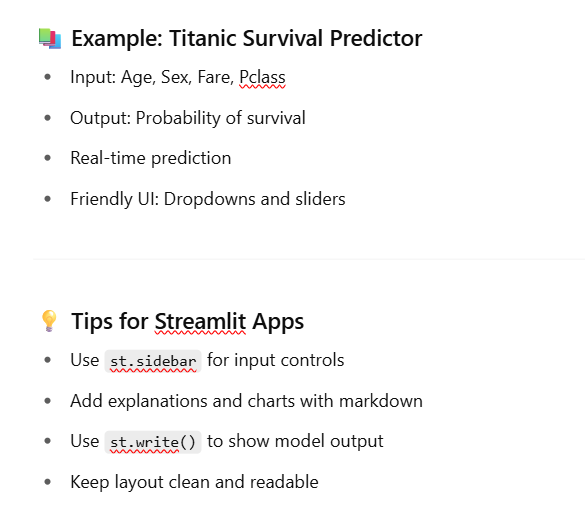 📚 Example: Titanic Survival Predictor
• Input: Age, Sex, Fare, Pclass
• Output: Probability of survival
• Real-time prediction
• Friendly UI: Dropdowns and sliders
💡 Tips for Streamlit Apps
• Use st.sidebar for input controls
• Add explanations and charts with markdown
• Use st.write() to show model output
• Keep layout clean and readable